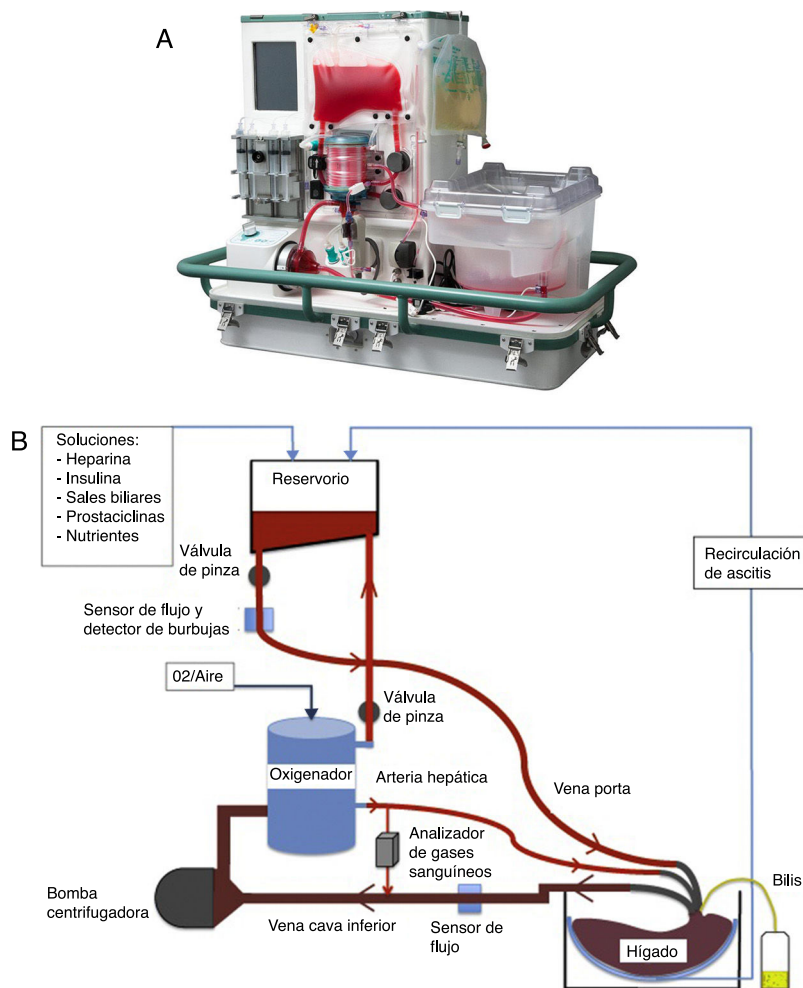 A
B
Soluciones:
- Heparina
- Insulina
- Sales biliares
- Prostaciclinas
- Nutrientes
Reservorio
Válvula
de pinza
Recirculación
de ascitis
Sensor de flujo y
detector de burbujas
02/Aire
Válvula
de pinza
Oxigenador
Arteria hepática
Vena porta
Analizador
de gases
sanguíneos
Bilis
Bomba
centrifugadora
Vena cava inferior
Sensor de
flujo
Hígado